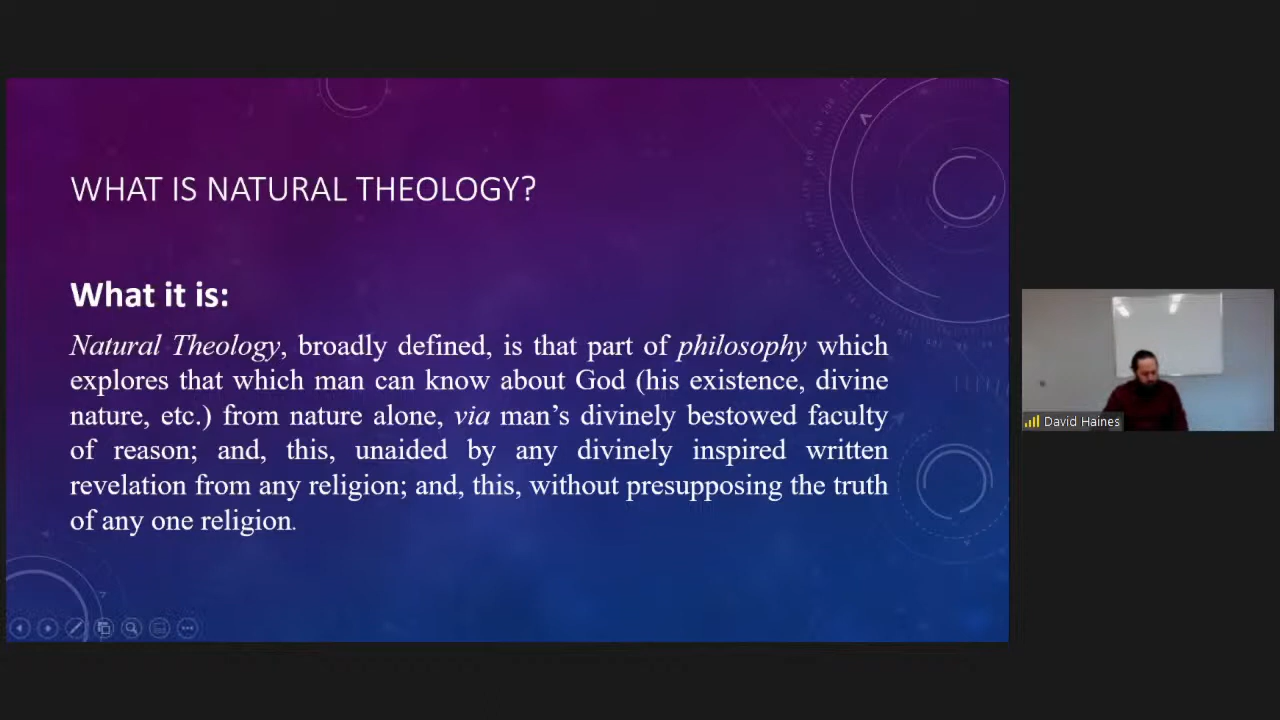 WHAT IS NATURAL THEOLOGY?
What it is:
Natural Theology, broadly defined, is that part of philosophy which
explores that which man can know about God (his existence, divine
nature, etc.) from nature alone, via man’s divinely bestowed faculty
of reason; and, this, unaided by any divinely inspired written
revelation from any religion; and, this, without presupposing the truth
of any one religion.
David Haines